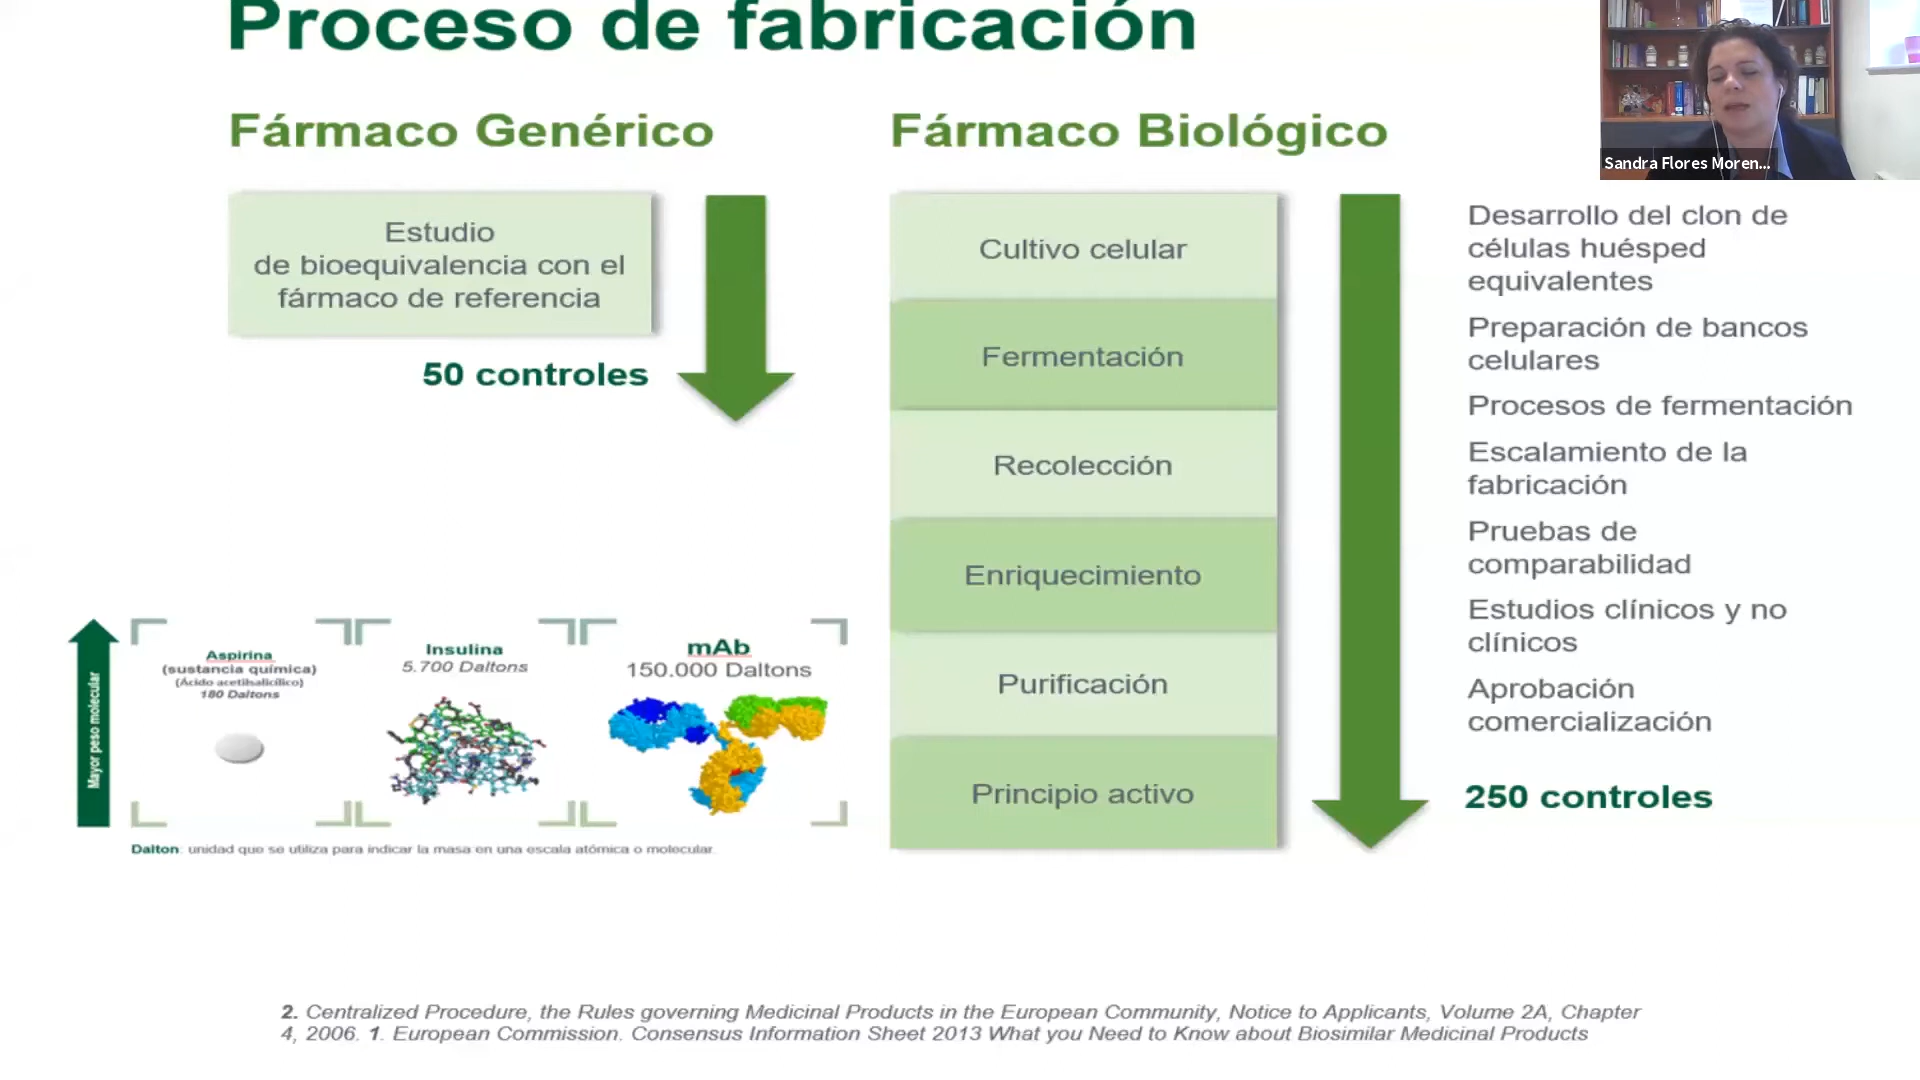 Proceso de fabricación
Sandra Flores Moren...
Fármaco Genérico
Estudio
de bioequivalencia con el
fármaco de referencia
50 controles
Fármaco Biológico
Cultivo celular
Fermentación
Recolección
Enriquecimiento
Purificación
Principio activo
Desarrollo del clon de
células huésped
equivalentes
Preparación de bancos
celulares
Procesos de fermentación
Escalamiento de la
fabricación
Pruebas de
comparabilidad
Estudios clínicos y no
clínicos
Aprobación
comercialización
250 controles
Mayor peso molecular
Aspirina
(sustancia química)
(Ácido acetilsalicílico)
180 Daltons
Insulina
5.700 Daltons
mAb
150.000 Daltons
Dalton: unidad que se utiliza para indicar la masa en una escala atómica o molecular.
2. Centralized Procedure, the Rules governing Medicinal Products in the European Community, Notice to Applicants, Volume 2A, Chapter
4, 2006. 1. European Commission. Consensus Information Sheet 2013 What you Need to Know about Biosimilar Medicinal Products